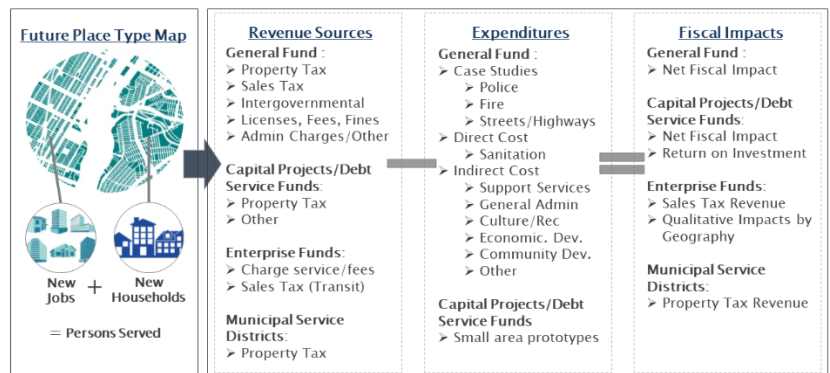 Future Place Type Map
New
Jobs
+
New
Households
= Persons Served
Revenue Sources
General Fund :
➢ Property Tax
➢ Sales Tax
➢ Intergovernmental
➢ Licenses, Fees, Fines
➢ Admin Charges/Other
Capital Projects/Debt
Service Funds:
➢ Property Tax
➢ Other
Enterprise Funds:
➢ Charge service/fees
➢ Sales Tax (Transit)
Municipal Service
Districts:
➢ Property Tax
Expenditures
General Fund :
➢ Case Studies
➢ Police
➢ Fire
➢ Streets/Highways
➢ Direct Cost
➢ Sanitation
➢ Indirect Cost
➢ Support Services
➢ General Admin
➢ Culture/Rec
➢ Economic. Dev.
➢ Community Dev.
➢ Other
Capital Projects/Debt
Service Funds
➢ Small area prototypes
Fiscal Impacts
General Fund :
➢ Net Fiscal Impact
Capital Projects/Debt
Service Funds:
➢ Net Fiscal Impact
➢ Return on Investment
Enterprise Funds:
➢ Sales Tax Revenue
➢ Qualitative Impacts by
Geography
Municipal Service
Districts:
➢ Property Tax Revenue